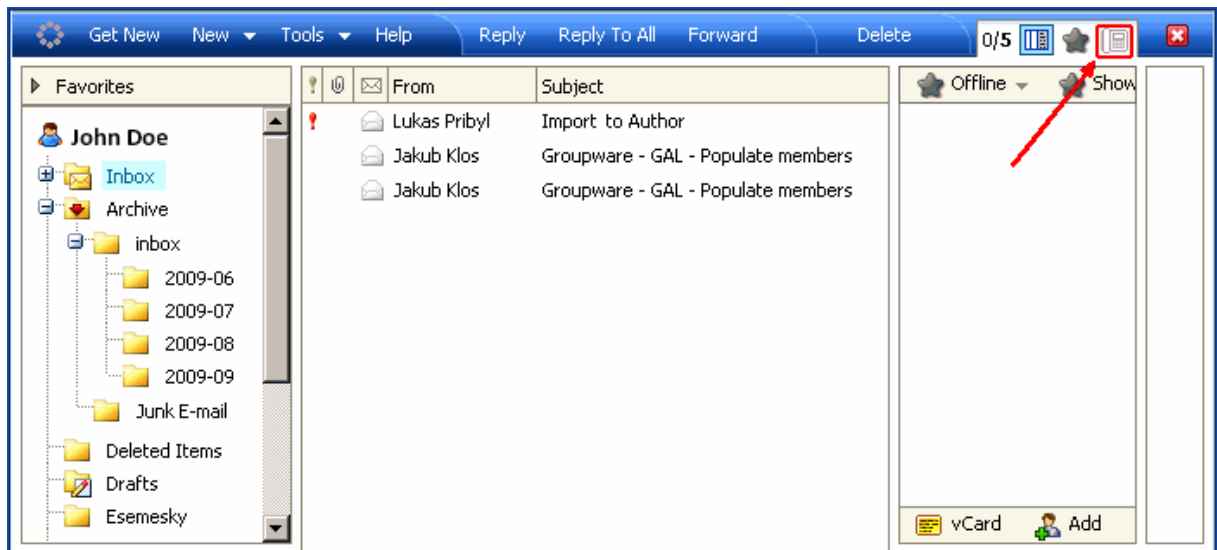 Get New New Tools Help Reply Reply To All Forward Delete 0/5
Favorites
John Doe
Inbox
Archive
inbox
2009-06
2009-07
2009-08
2009-09
Junk E-mail
Deleted Items
Drafts
Esemesky
From Subject
Lukas Pribyl Import to Author
Jakub Klos Groupware - GAL - Populate members
Jakub Klos Groupware - GAL - Populate members
Offline Show
vCard Add